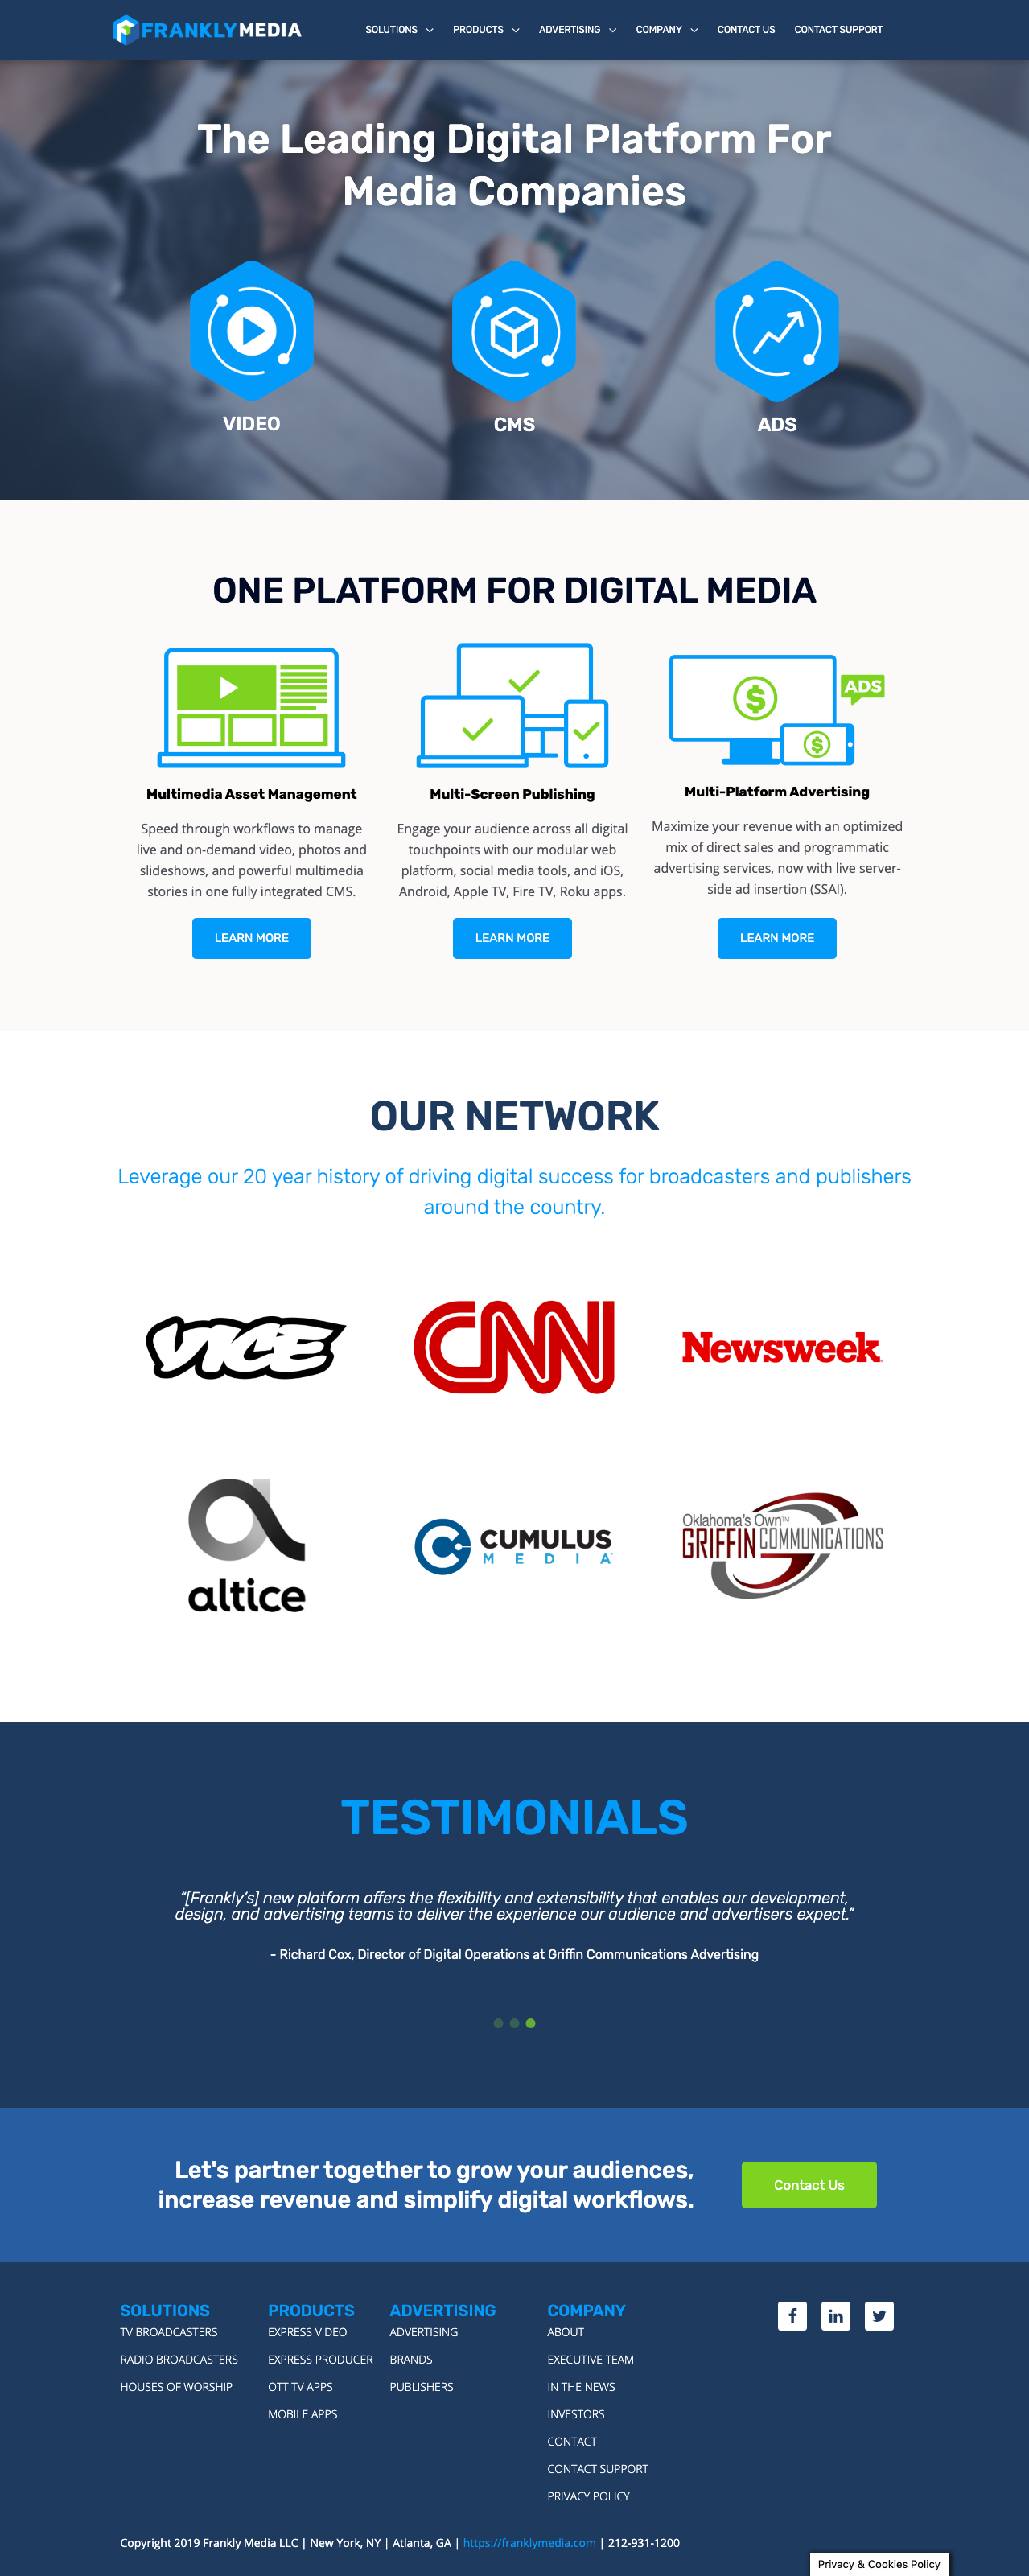 FRANKLYMEDIA
SOLUTIONS
PRODUCTS
ADVERTISING
COMPANY
CONTACT US
CONTACT SUPPORT
The Leading Digital Platform For
Media Companies
VIDEO
CMS
ADS
ONE PLATFORM FOR DIGITAL MEDIA
ADS
Multimedia Asset Management
Speed through workflows to manage
live and on-demand video, photos and
slideshows, and powerful multimedia
stories in one fully integrated CMS.
LEARN MORE
Multi-Screen Publishing
Engage your audience across all digital
touchpoints with our modular web
platform, social media tools, and iOS,
Android, Apple TV, Fire TV, Roku apps.
LEARN MORE
Multi-Platform Advertising
Maximize your revenue with an optimized
mix of direct sales and programmatic
advertising services, now with live server-
side ad insertion (SSAI).
LEARN MORE
OUR NETWORK
Leverage our 20 year history of driving digital success for broadcasters and publishers
around the country.
VICE
CNN
Newsweek
altice
CUMULUS
MEDIA
Oklahoma's Own™
GRIFFIN COMMUNICATIONS
TESTIMONIALS
“[Frankly’s] new platform offers the flexibility and extensibility that enables our development,
design, and advertising teams to deliver the experience our audience and advertisers expect.”
- Richard Cox, Director of Digital Operations at Griffin Communications Advertising
Let's partner together to grow your audiences,
increase revenue and simplify digital workflows.
Contact Us
SOLUTIONS
TV BROADCASTERS
RADIO BROADCASTERS
HOUSES OF WORSHIP
PRODUCTS
EXPRESS VIDEO
EXPRESS PRODUCER
OTT TV APPS
MOBILE APPS
ADVERTISING
ADVERTISING
BRANDS
PUBLISHERS
COMPANY
ABOUT
EXECUTIVE TEAM
IN THE NEWS
INVESTORS
CONTACT
CONTACT SUPPORT
PRIVACY POLICY
Copyright 2019 Frankly Media LLC | New York, NY | Atlanta, GA | https://franklymedia.com | 212-931-1200
Privacy & Cookies Policy